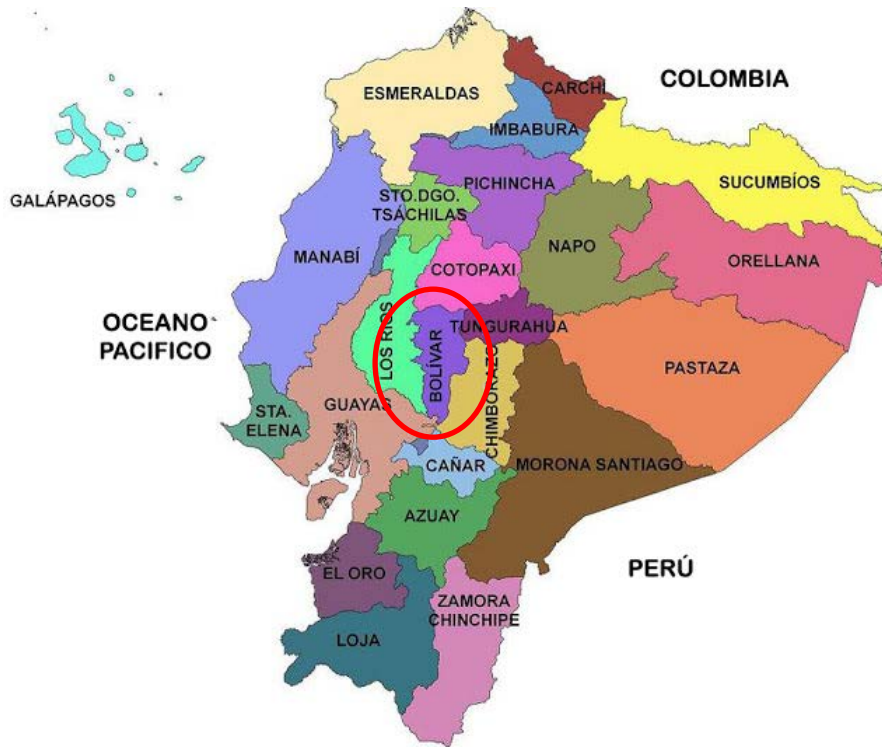 COLOMBIA
CARCHI
ESMERALDAS
IMBABURA
SUCUMBÍOS
PICHINCHA
GALÁPAGOS
STO.DGO.
TSÁCHILAS
NAPO
MANABÍ
ORELLANA
COTOPAXI
OCEANO
PACIFICO
TUNGURAHUA
LOS RÍOS
BOLÍVAR
PASTAZA
CHIMBORAZO
GUAYAS
STA.
ELENA
CAÑAR
MORONA SANTIAGO
AZUAY
PERÚ
EL ORO
ZAMORA
CHINCHIPE
LOJA